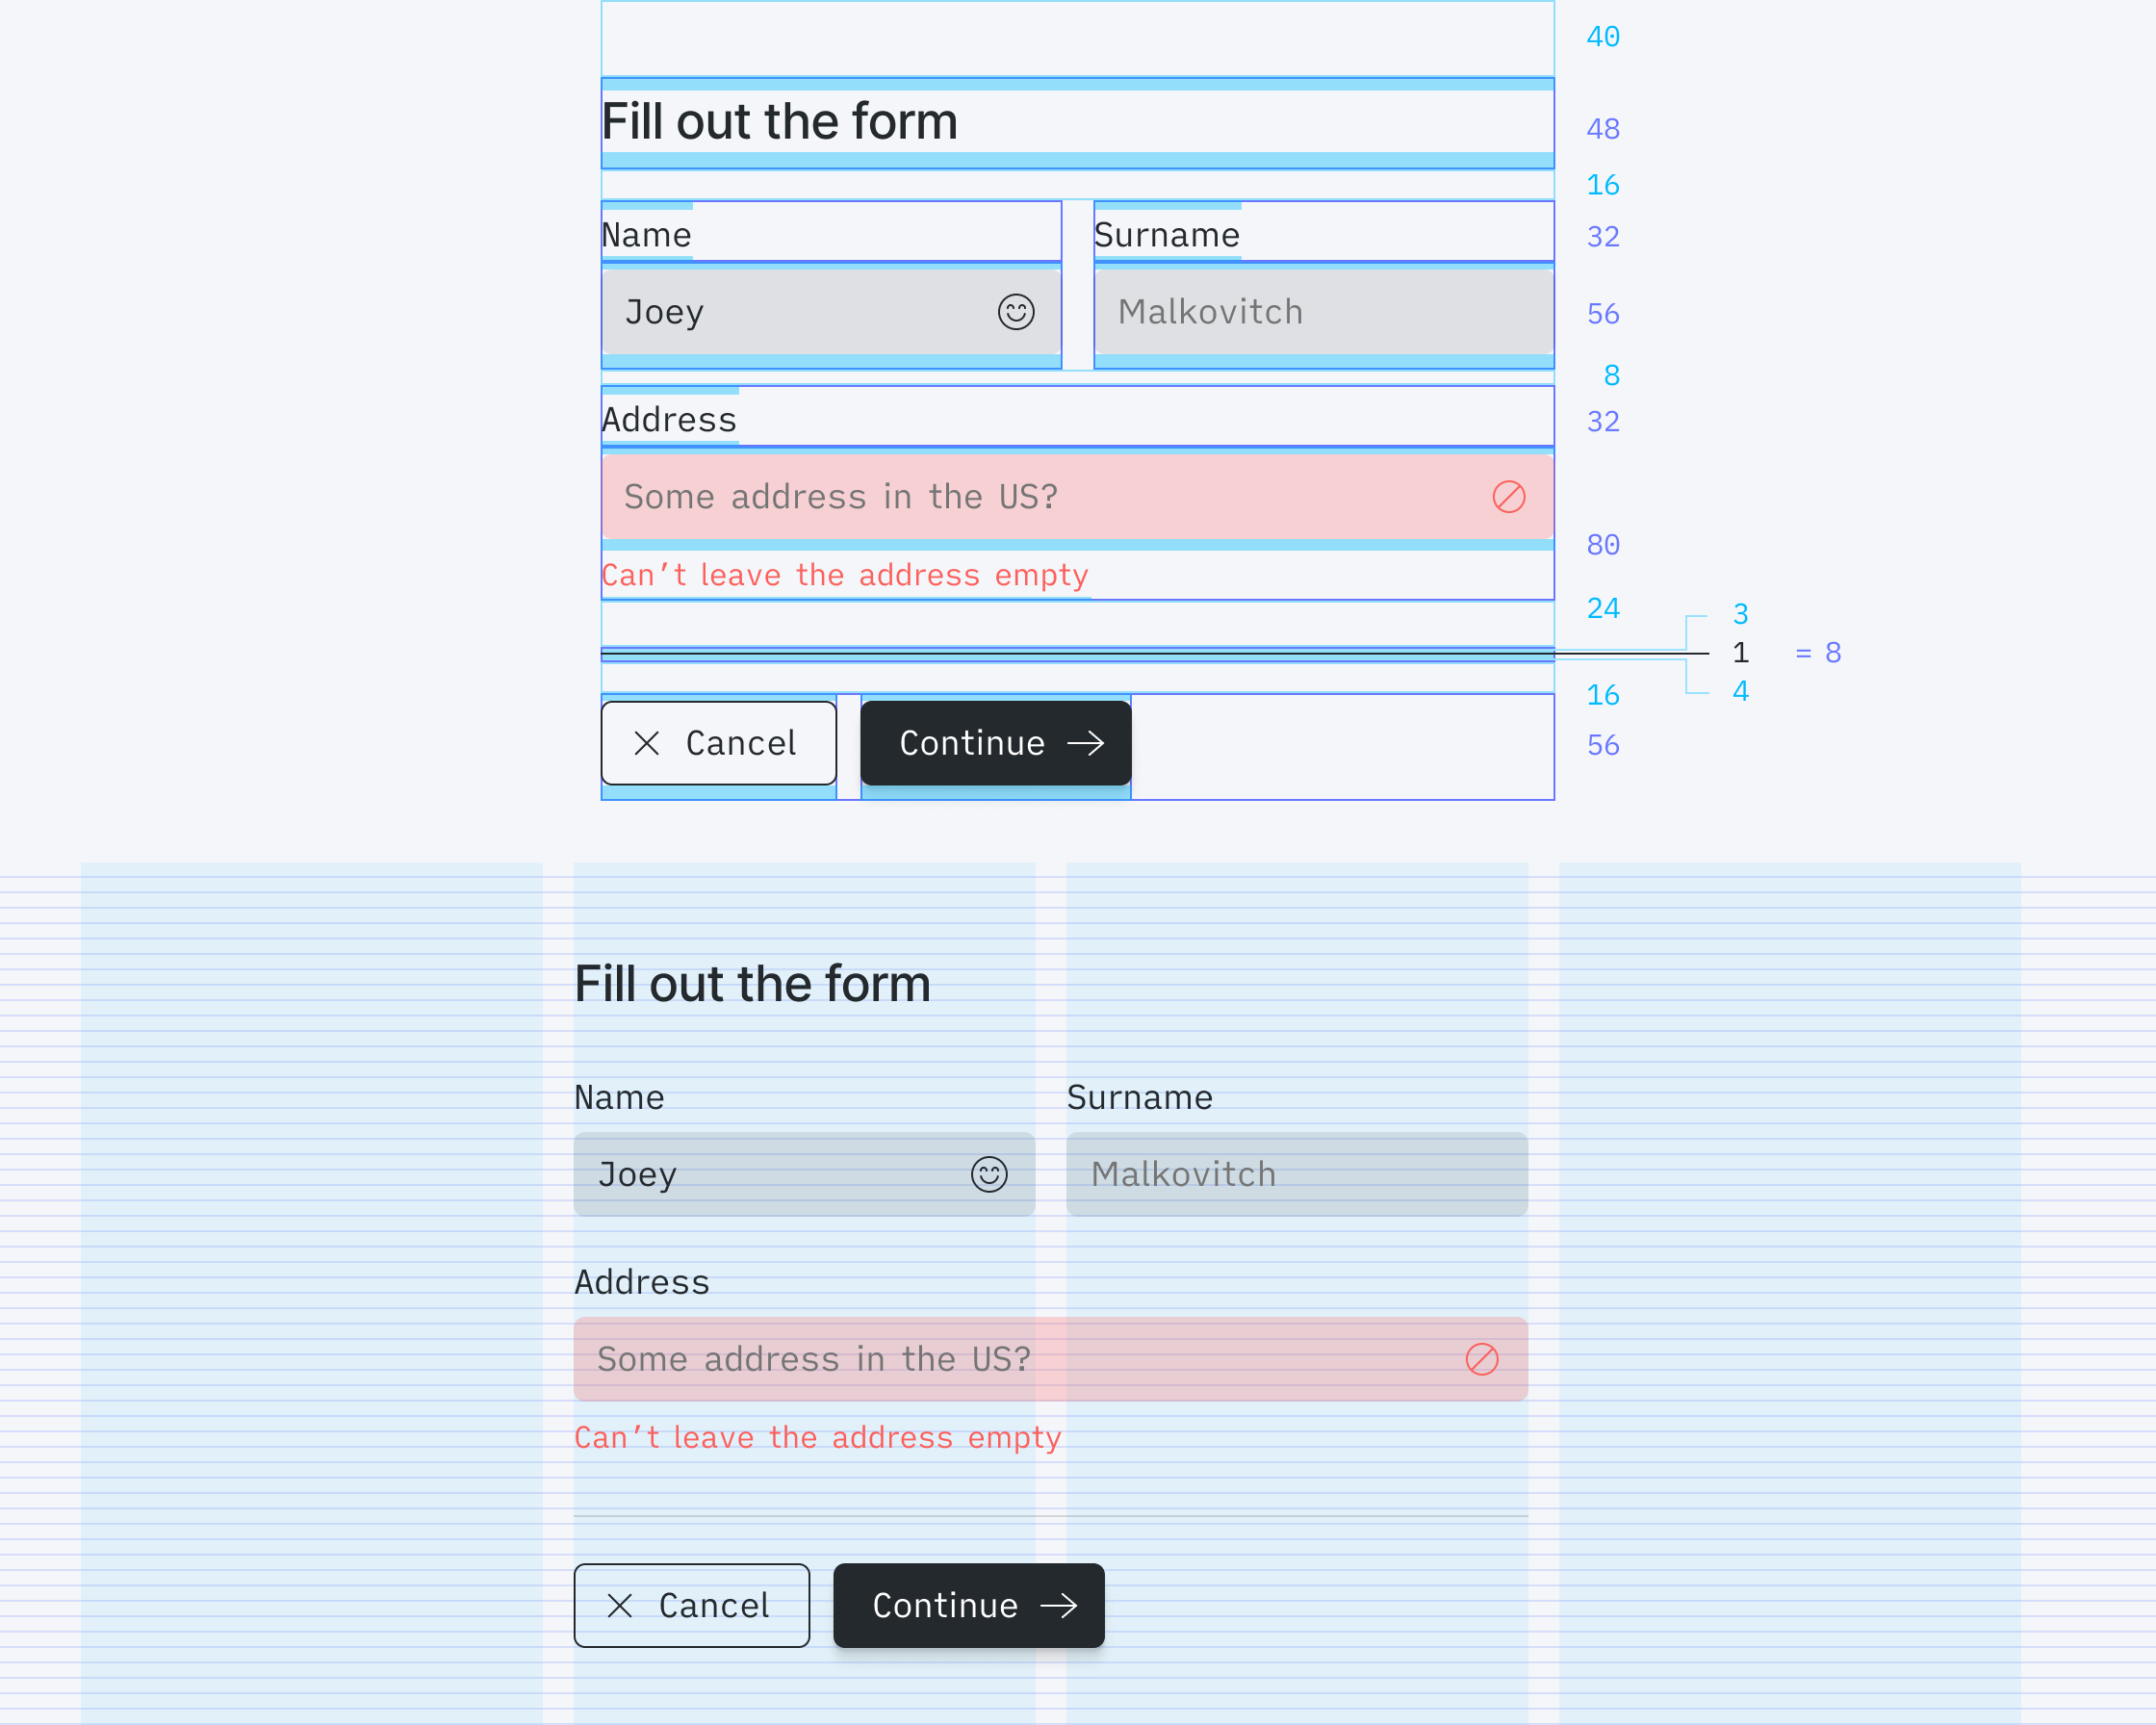 40
Fill out the form
48
16
Name Surname
32
Joey Malkovitch
56
8
Address
32
Some address in the US?
80
Can’t leave the address empty
24
3
1 = 8
4
16
Cancel Continue
56
Fill out the form
Name Surname
Joey Malkovitch
Address
Some address in the US?
Can’t leave the address empty
Cancel Continue